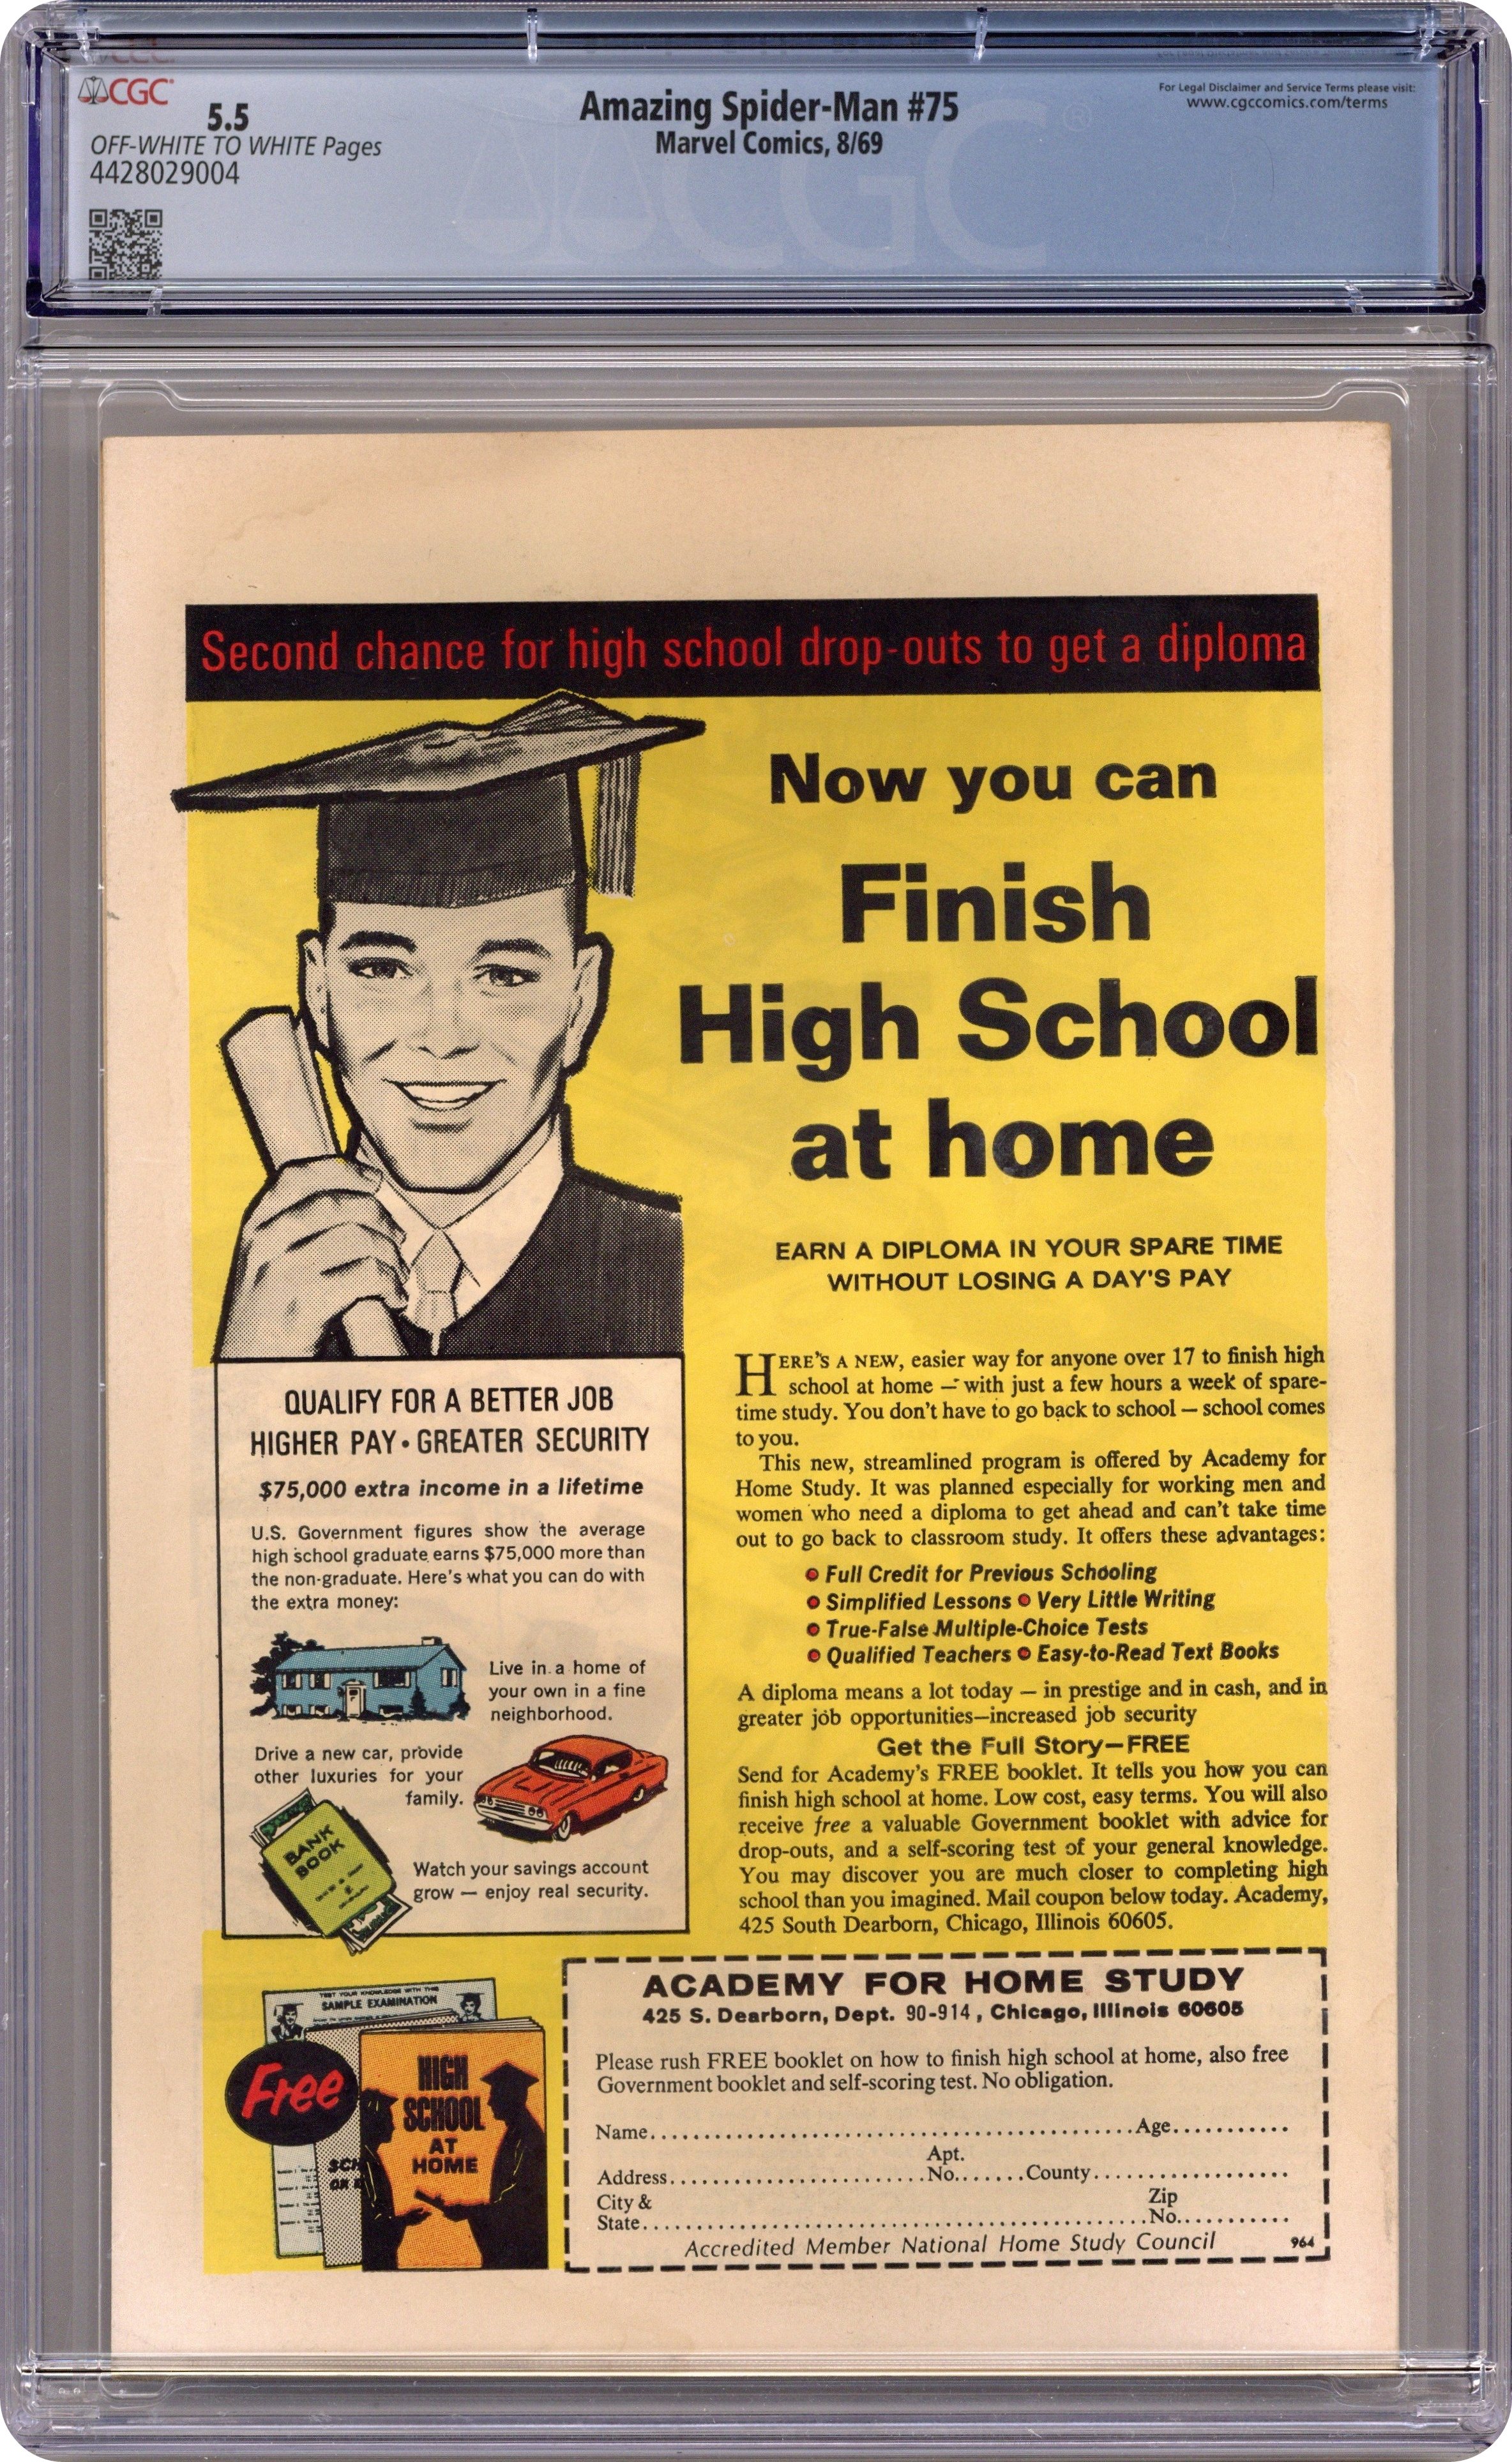 CGC
5.5
OFF-WHITE TO WHITE Pages
4428029004
Amazing Spider-Man #75
Marvel Comics, 8/69
For Legal Disclaimer and Service Terms please visit:
www.cgccomics.com/terms
CGC®
Second chance for high school drop-outs to get a diploma
Now you can
Finish
High School
at home
EARN A DIPLOMA IN YOUR SPARE TIME
WITHOUT LOSING A DAY'S PAY
QUALIFY FOR A BETTER JOB
HIGHER PAY • GREATER SECURITY
$75,000 extra income in a lifetime
U.S. Government figures show the average
high school graduate earns $75,000 more than
the non-graduate. Here's what you can do with
the extra money:
Live in a home of
your own in a fine
neighborhood.
Drive a new car, provide
other luxuries for your
family.
BANK
BOOK
Watch your savings account
grow — enjoy real security.
HERE'S A NEW, easier way for anyone over 17 to finish high
school at home — with just a few hours a week of spare-
time study. You don't have to go back to school — school comes
to you.
This new, streamlined program is offered by Academy for
Home Study. It was planned especially for working men and
women who need a diploma to get ahead and can't take time
out to go back to classroom study. It offers these advantages:
• Full Credit for Previous Schooling
• Simplified Lessons • Very Little Writing
• True-False Multiple-Choice Tests
• Qualified Teachers • Easy-to-Read Text Books
A diploma means a lot today — in prestige and in cash, and in
greater job opportunities—increased job security
Get the Full Story—FREE
Send for Academy's FREE booklet. It tells you how you can
finish high school at home. Low cost, easy terms. You will also
receive free a valuable Government booklet with advice for
drop-outs, and a self-scoring test of your general knowledge.
You may discover you are much closer to completing high
school than you imagined. Mail coupon below today. Academy,
425 South Dearborn, Chicago, Illinois 60605.
TEST YOUR KNOWLEDGE WITH THIS
SAMPLE EXAMINATION
Free
HIGH
SCHOOL
AT
HOME
ACADEMY FOR HOME STUDY
425 S. Dearborn, Dept. 90-914, Chicago, Illinois 60605
Please rush FREE booklet on how to finish high school at home, also free
Government booklet and self-scoring test. No obligation.
Name.................................................Age............
Apt.
Address..........................No.......County....................
City & Zip
State...................................................No............
Accredited Member National Home Study Council 964